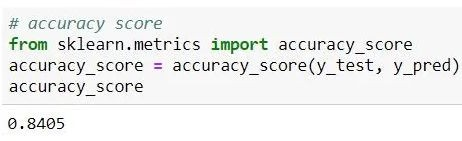 # accuracy score
from sklearn.metrics import accuracy_score
accuracy_score = accuracy_score(y_test, y_pred)
accuracy_score
0.8405